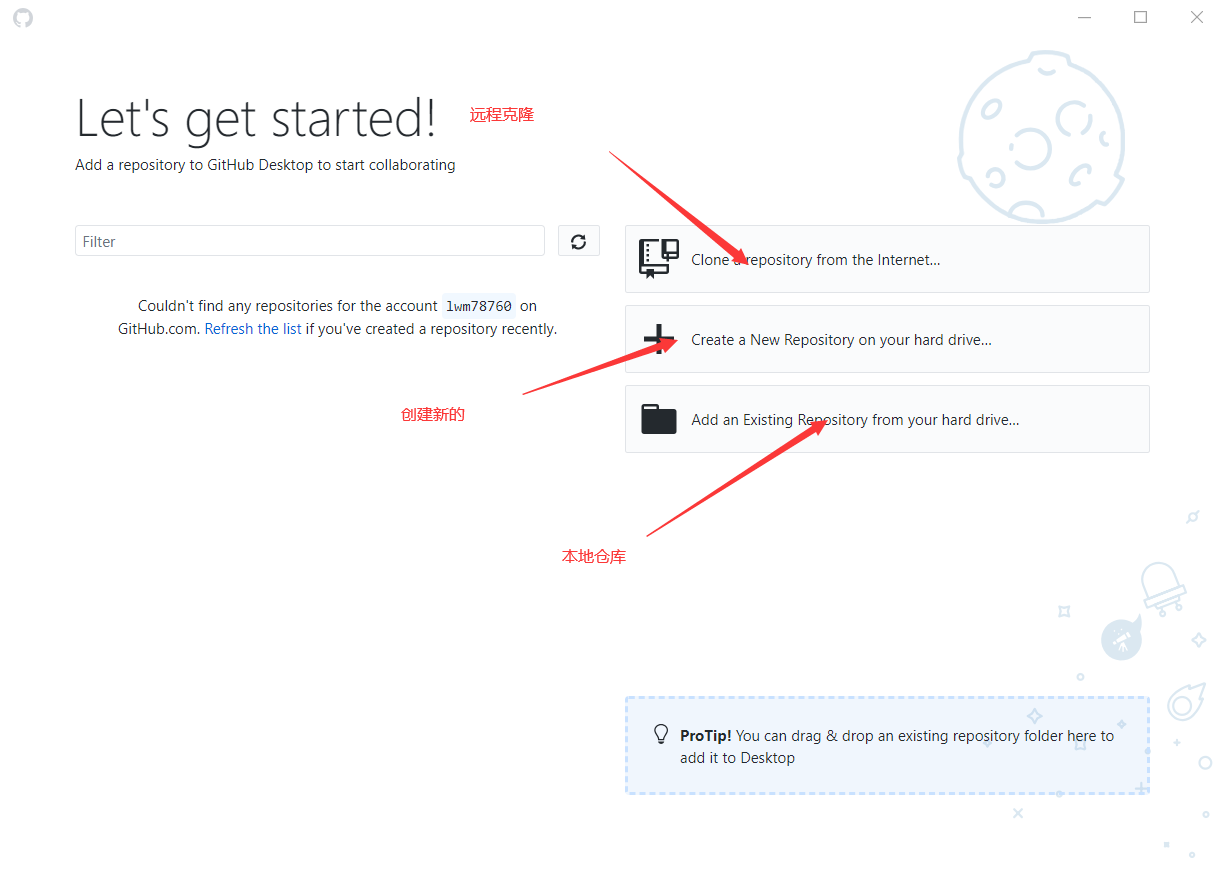 Let's get started!
远程克隆
Add a repository to GitHub Desktop to start collaborating
Filter
Couldn't find any repositories for the account lwm78760 on
GitHub.com. Refresh the list if you've created a repository recently.
Clone a repository from the Internet...
Create a New Repository on your hard drive...
创建新的
Add an Existing Repository from your hard drive...
本地仓库
ProTip! You can drag & drop an existing repository folder here to
add it to Desktop